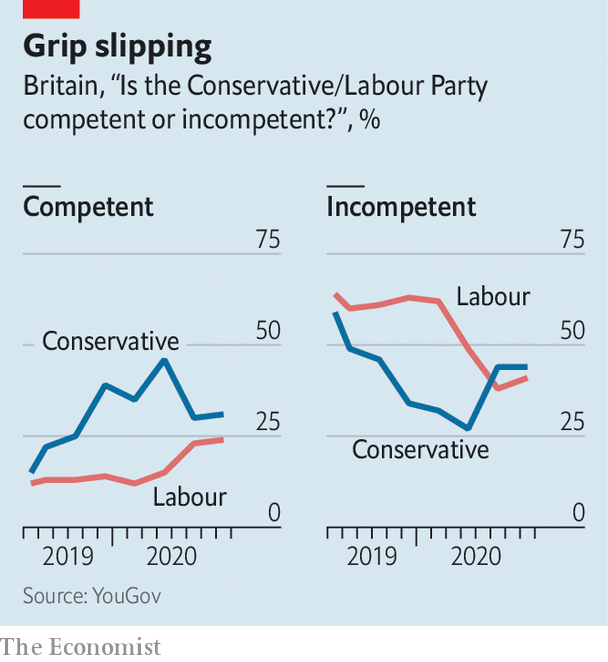 Grip slipping
Britain, “Is the Conservative/Labour Party
competent or incompetent?”, %
Competent
75
Conservative
50
25
Labour
0
2019 2020
Incompetent
75
Labour
50
25
Conservative
0
2019 2020
Source: YouGov
The Economist